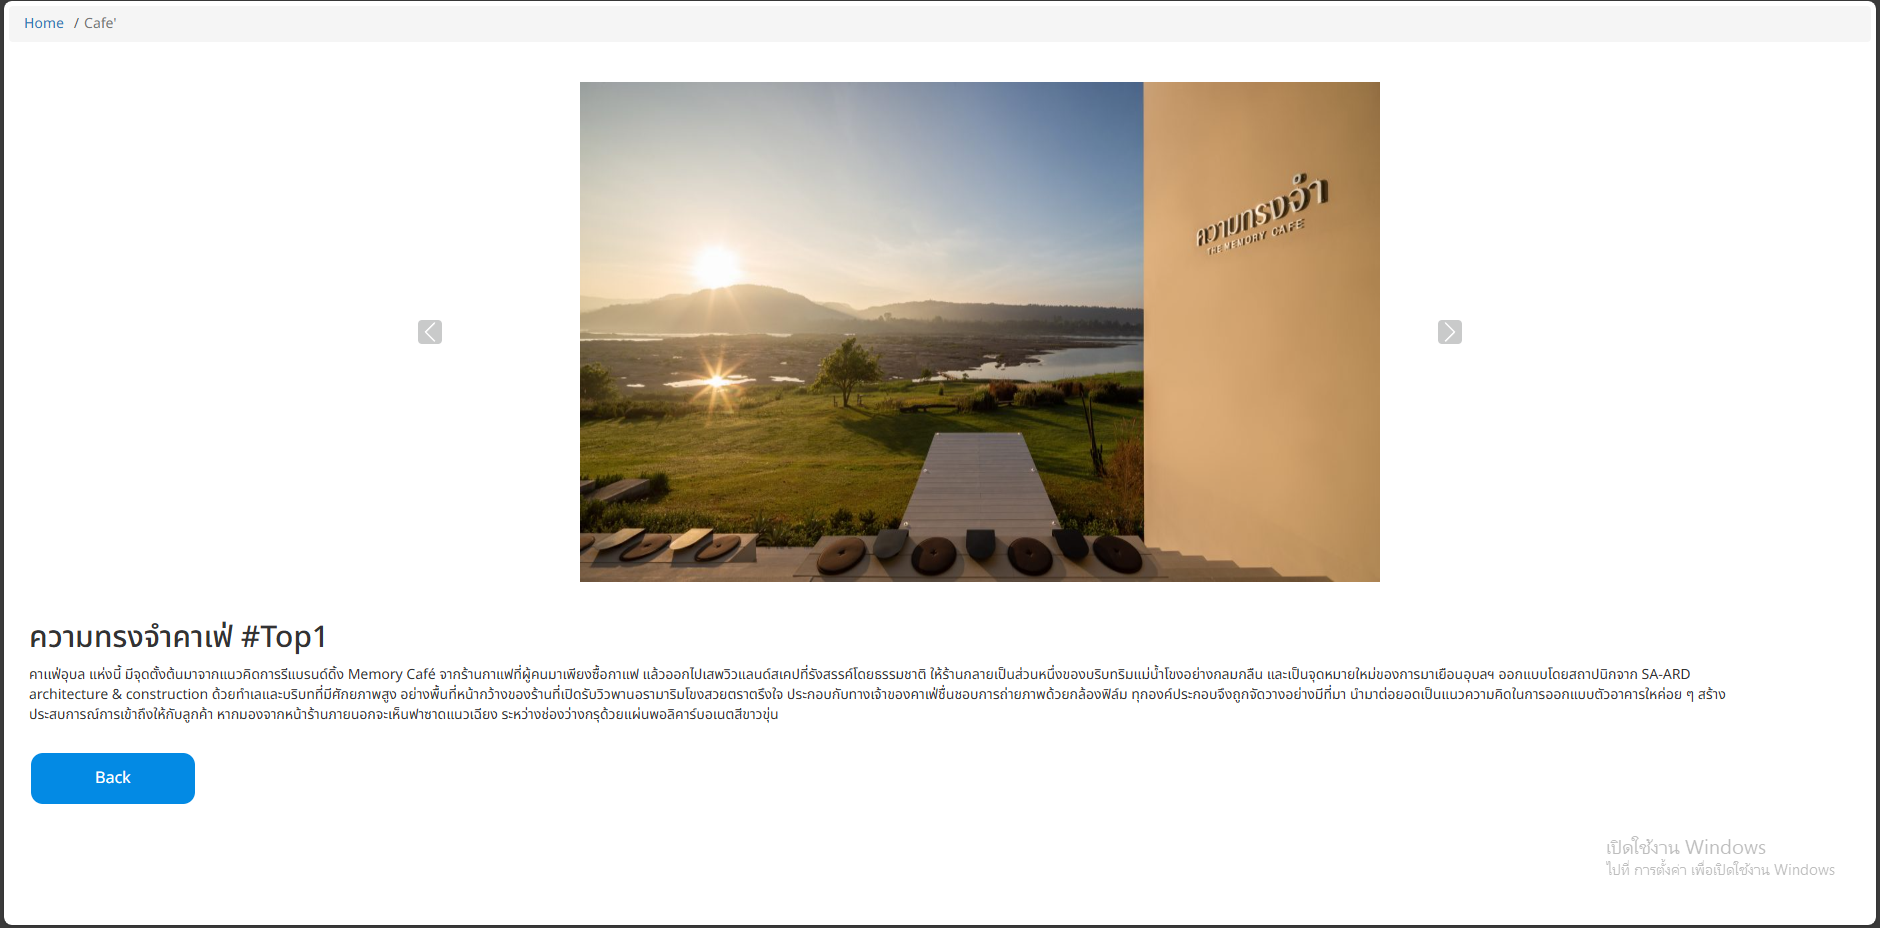 Home / Cafe'
ความทรงจำ
THE MEMORY CAFE
ความทรงจำคาเฟ่ #Top1
คาแฟ่อุบล แห่งนี้ มีจุดตั้งต้นมาจากแนวคิดการรีแบรนด์ดิ้ง Memory Café จากร้านกาแฟที่ผู้คนมาเพียงซื้อกาแฟ แล้วออกไปเสพวิวแลนด์สเคปที่รังสรรค์โดยธรรมชาติ ให้ร้านกลายเป็นส่วนหนึ่งของบริบทริมแม่น้ำโขงอย่างกลมกลืน และเป็นจุดหมายใหม่ของการมาเยือนอุบลฯ ออกแบบโดยสถาปนิกจาก SA-ARD
architecture & construction ด้วยทำเลและบริบทที่มีศักยภาพสูง อย่างพื้นที่หน้ากว้างของร้านที่เปิดรับวิวพานอรามาริมโขงสวยตราตรึงใจ ประกอบกับทางเจ้าของคาเฟ่ชื่นชอบการถ่ายภาพด้วยกล้องฟิล์ม ทุกองค์ประกอบจึงถูกจัดวางอย่างมีที่มา นำมาต่อยอดเป็นแนวความคิดในการออกแบบตัวอาคารใหค่อย ๆ สร้าง
ประสบการณ์การเข้าถึงให้กับลูกค้า หากมองจากหน้าร้านภายนอกจะเห็นฟาซาดแนวเฉียง ระหว่างช่องว่างกรุด้วยแผ่นพอลิคาร์บอเนตสีขาวขุ่น
Back
เปิดใช้งาน Windows
ไปที่ การตั้งค่า เพื่อเปิดใช้งาน Windows